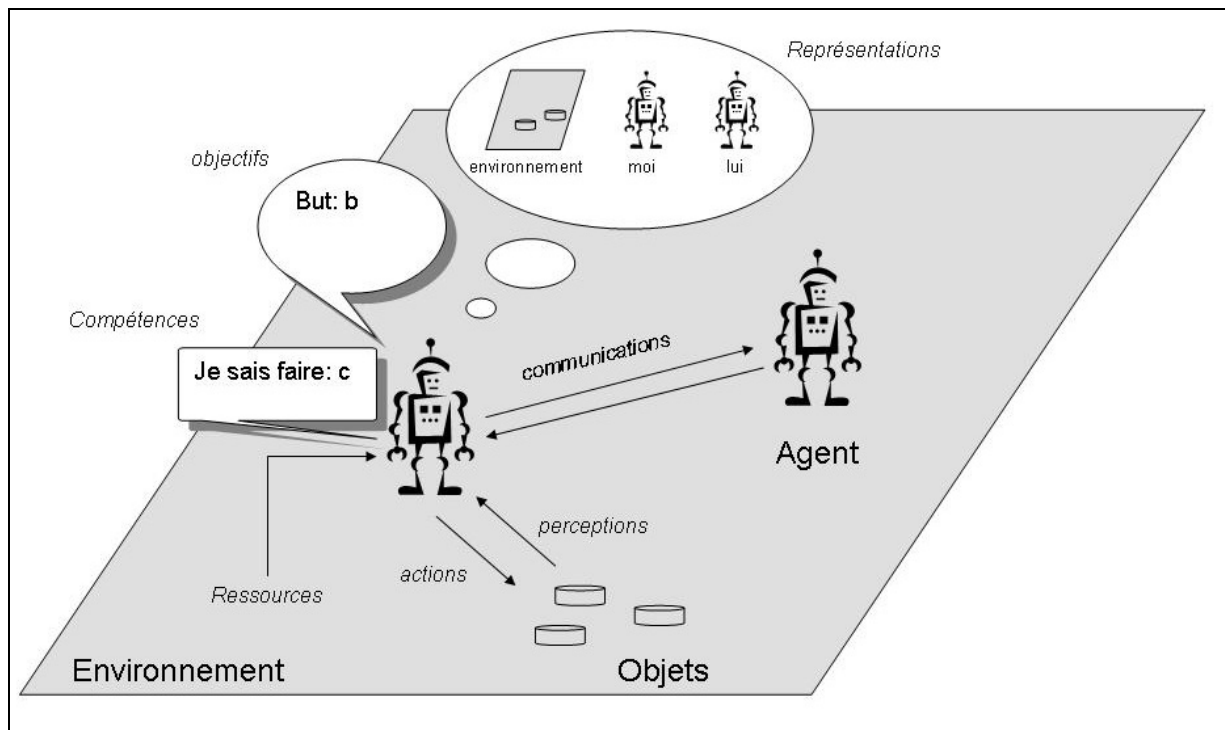 Représentations
environnement
moi
lui
objectifs
But: b
Compétences
Je sais faire: c
communications
Agent
perceptions
actions
Ressources
Environnement
Objets